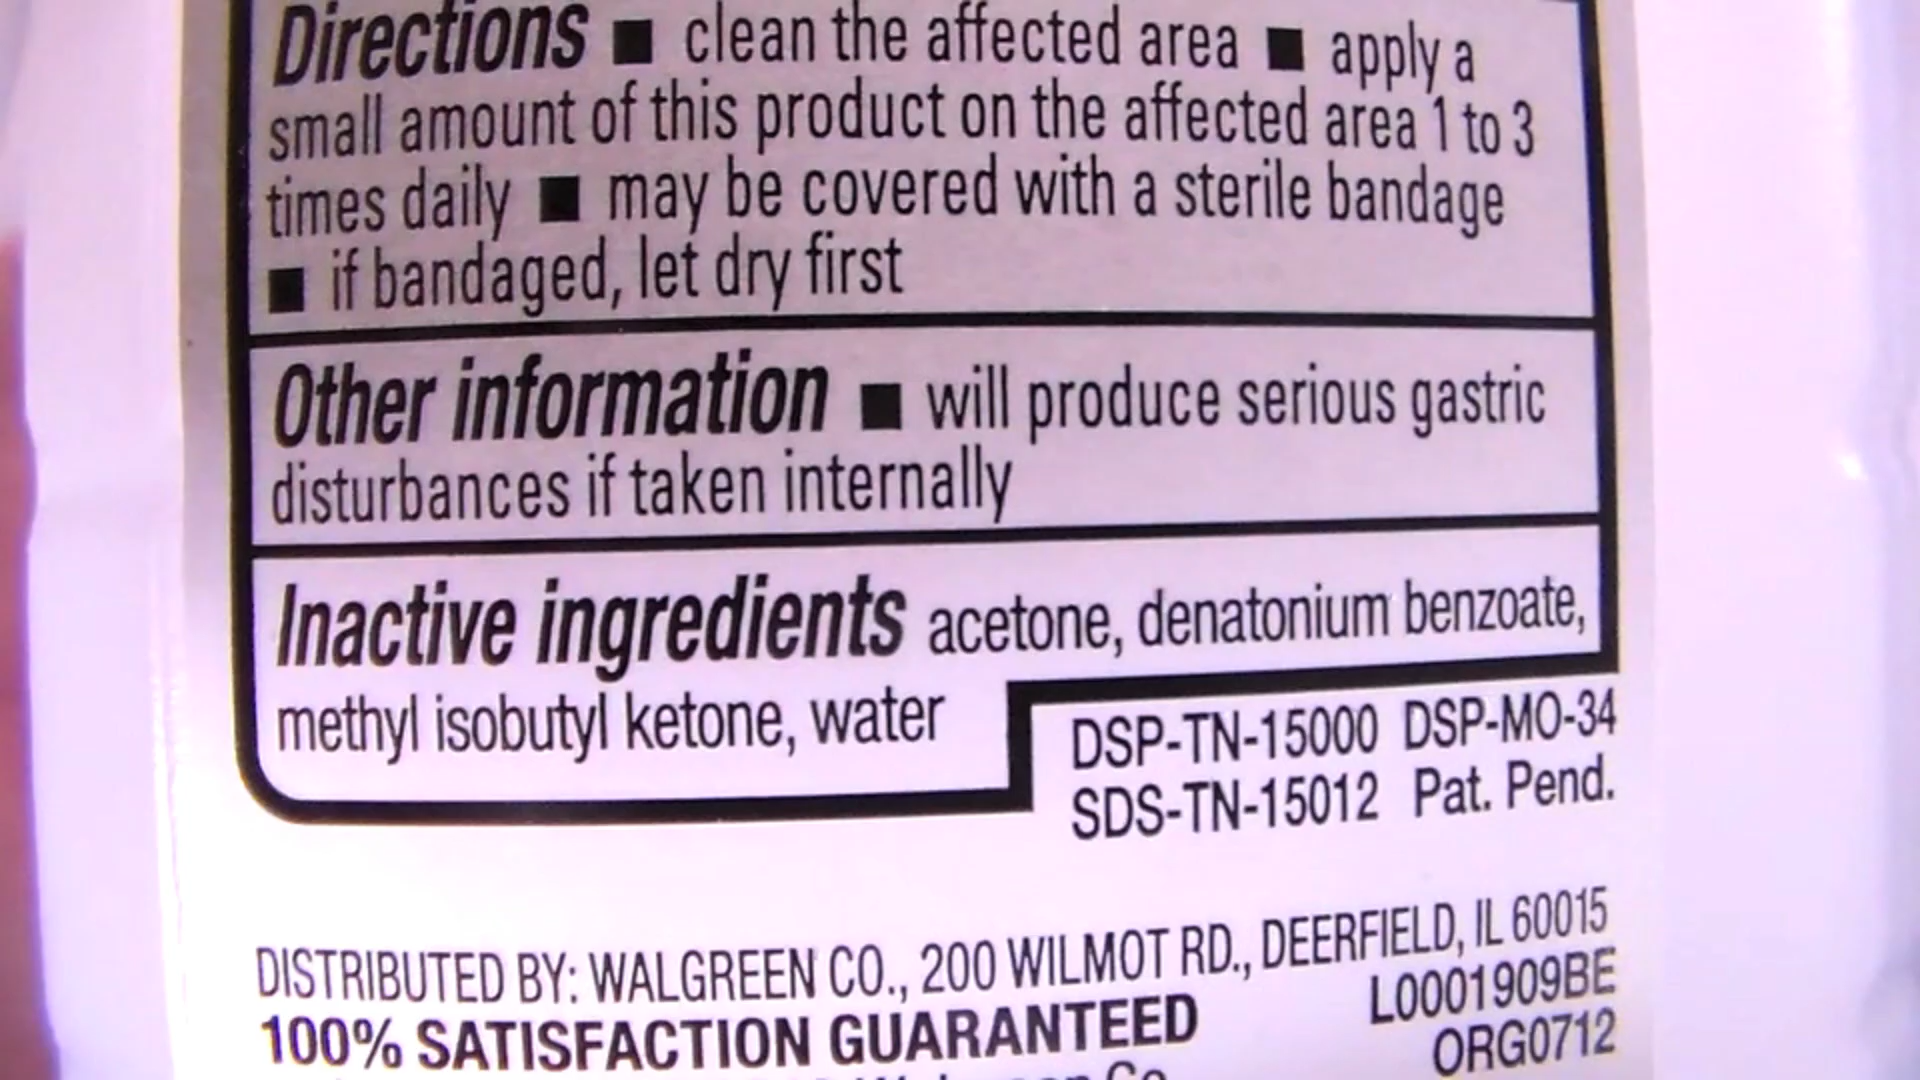 Directions ■ clean the affected area ■ apply a
small amount of this product on the affected area 1 to 3
times daily ■ may be covered with a sterile bandage
■ if bandaged, let dry first
Other information ■ will produce serious gastric
disturbances if taken internally
Inactive ingredients acetone, denatonium benzoate,
methyl isobutyl ketone, water
DSP-TN-15000 DSP-MO-34
SDS-TN-15012 Pat. Pend.
DISTRIBUTED BY: WALGREEN CO., 200 WILMOT RD., DEERFIELD, IL 60015
100% SATISFACTION GUARANTEED
L0001909BE
ORG0712
Co